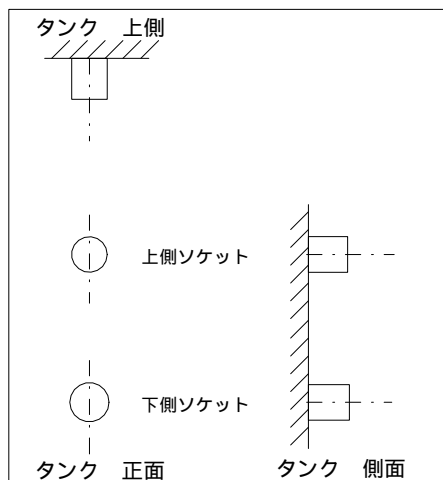 タンク　上側
上側ソケット
下側ソケット
タンク　正面
タンク　側面